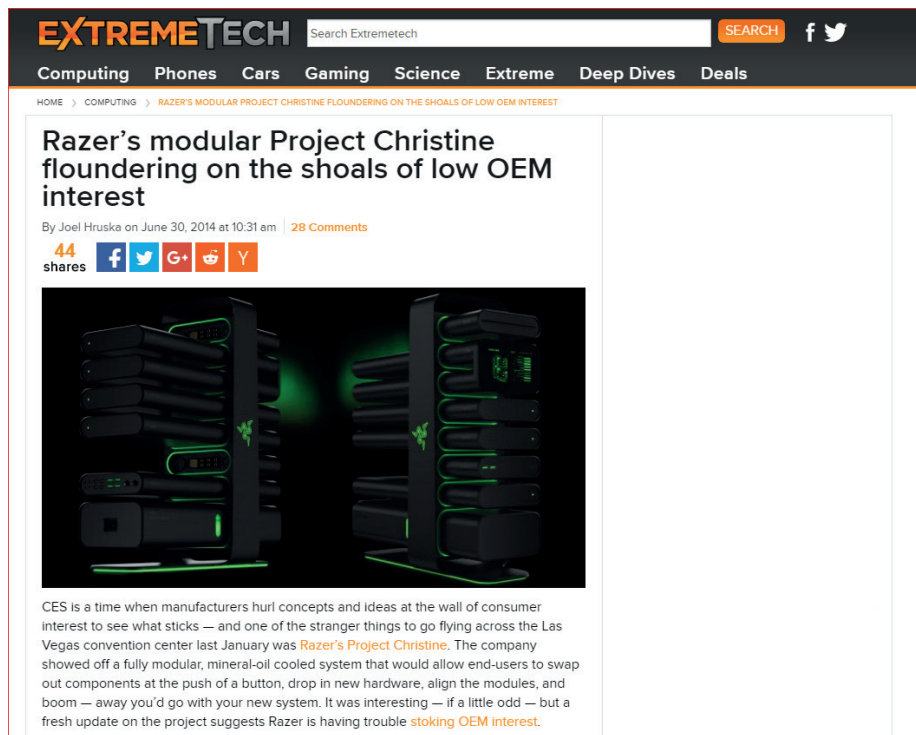 EXTREMETECH
Search Extremetech
SEARCH
Computing Phones Cars Gaming Science Extreme Deep Dives Deals
HOME > COMPUTING > RAZER'S MODULAR PROJECT CHRISTINE FLOUNDERING ON THE SHOALS OF LOW OEM INTEREST
Razer’s modular Project Christine
floundering on the shoals of low OEM
interest
By Joel Hruska on June 30, 2014 at 10:31 am 28 Comments
44
shares
G+
Y
CES is a time when manufacturers hurl concepts and ideas at the wall of consumer
interest to see what sticks — and one of the stranger things to go flying across the Las
Vegas convention center last January was Razer’s Project Christine. The company
showed off a fully modular, mineral-oil cooled system that would allow end-users to swap
out components at the push of a button, drop in new hardware, align the modules, and
boom — away you’d go with your new system. It was interesting — if a little odd — but a
fresh update on the project suggests Razer is having trouble stoking OEM interest.